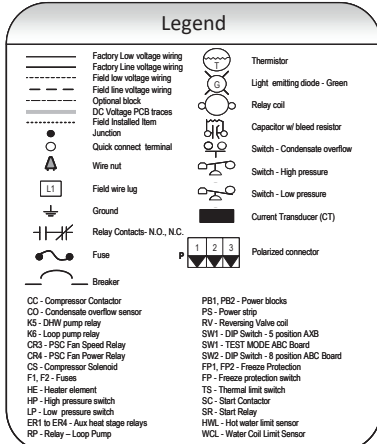 Legend
Factory Low voltage wiring
Factory Line voltage wiring
Field low voltage wiring
Field line voltage wiring
Optional block
DC Voltage PCB traces
Field Installed Item
Junction
Quick connect terminal
Wire nut
L1
Field wire lug
Ground
Relay Contacts- N.O., N.C.
Fuse
Breaker
T
Thermistor
G
Light emitting diode - Green
Relay coil
Capacitor w/ bleed resistor
Switch - Condensate overflow
Switch - High pressure
Switch - Low pressure
Current Transducer (CT)
P 1 2 3
Polarized connector
CC - Compressor Contactor
CO - Condensate overflow sensor
K5 - DHW pump relay
K6 - Loop pump relay
CR3 - PSC Fan Speed Relay
CR4 - PSC Fan Power Relay
CS - Compressor Solenoid
F1, F2 - Fuses
HE - Heater element
HP - High pressure switch
LP - Low pressure switch
ER1 to ER4 - Aux heat stage relays
RP - Relay – Loop Pump
PB1, PB2 - Power blocks
PS - Power strip
RV - Reversing Valve coil
SW1 - DIP Switch - 5 position AXB
SW1 - TEST MODE ABC Board
SW2 - DIP Switch - 8 position ABC Board
FP1, FP2 - Freeze Protection
FP - Freeze protection switch
TS - Thermal limit switch
SC - Start Contactor
SR - Start Relay
HWL - Hot water limit sensor
WCL - Water Coil Limit Sensor